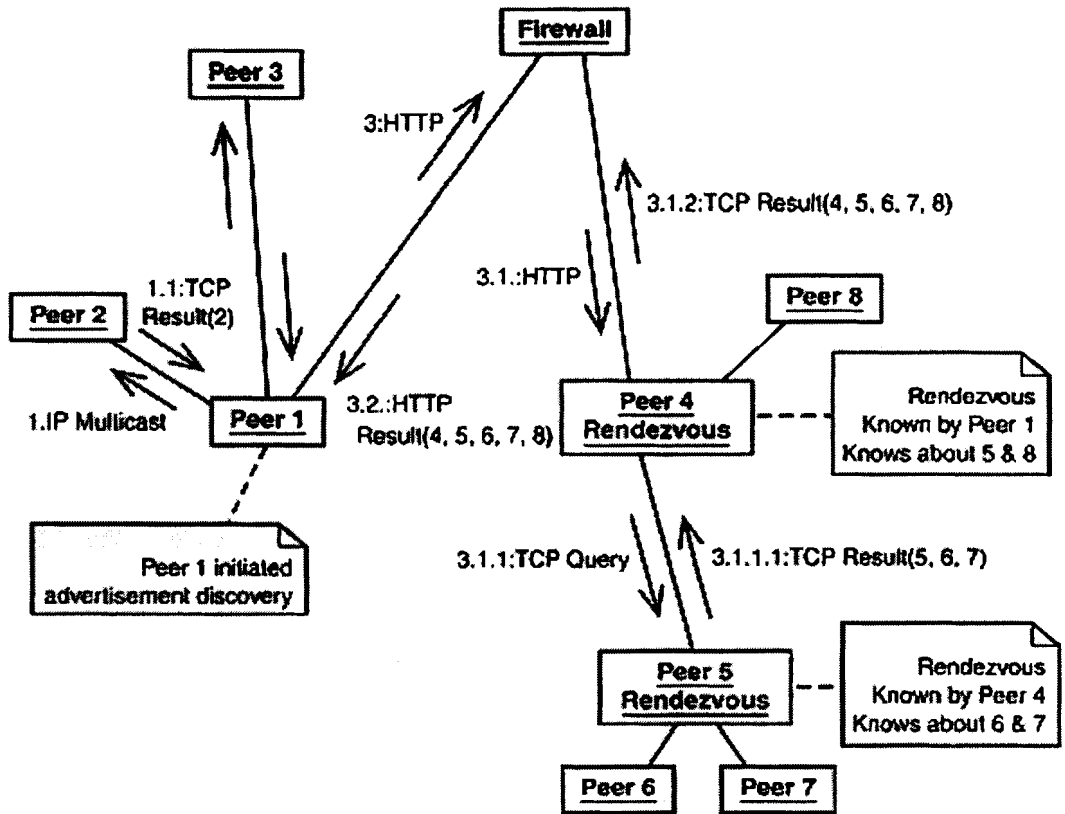 Firewall
Peer 3
3:HTTP
3.1.2:TCP Result(4, 5, 6, 7, 8)
3.1.:HTTP
1.1:TCP
Result(2)
Peer 2
Peer 8
1.IP Multicast
Peer 1
3.2.:HTTP
Result(4, 5, 6, 7, 8)
Peer 4
Rendezvous
Rendezvous
Known by Peer 1
Knows about 5 & 8
Peer 1 initiated
advertisement discovery
3.1.1:TCP Query
3.1.1.1:TCP Result(5, 6, 7)
Peer 5
Rendezvous
Rendezvous
Known by Peer 4
Knows about 6 & 7
Peer 6
Peer 7